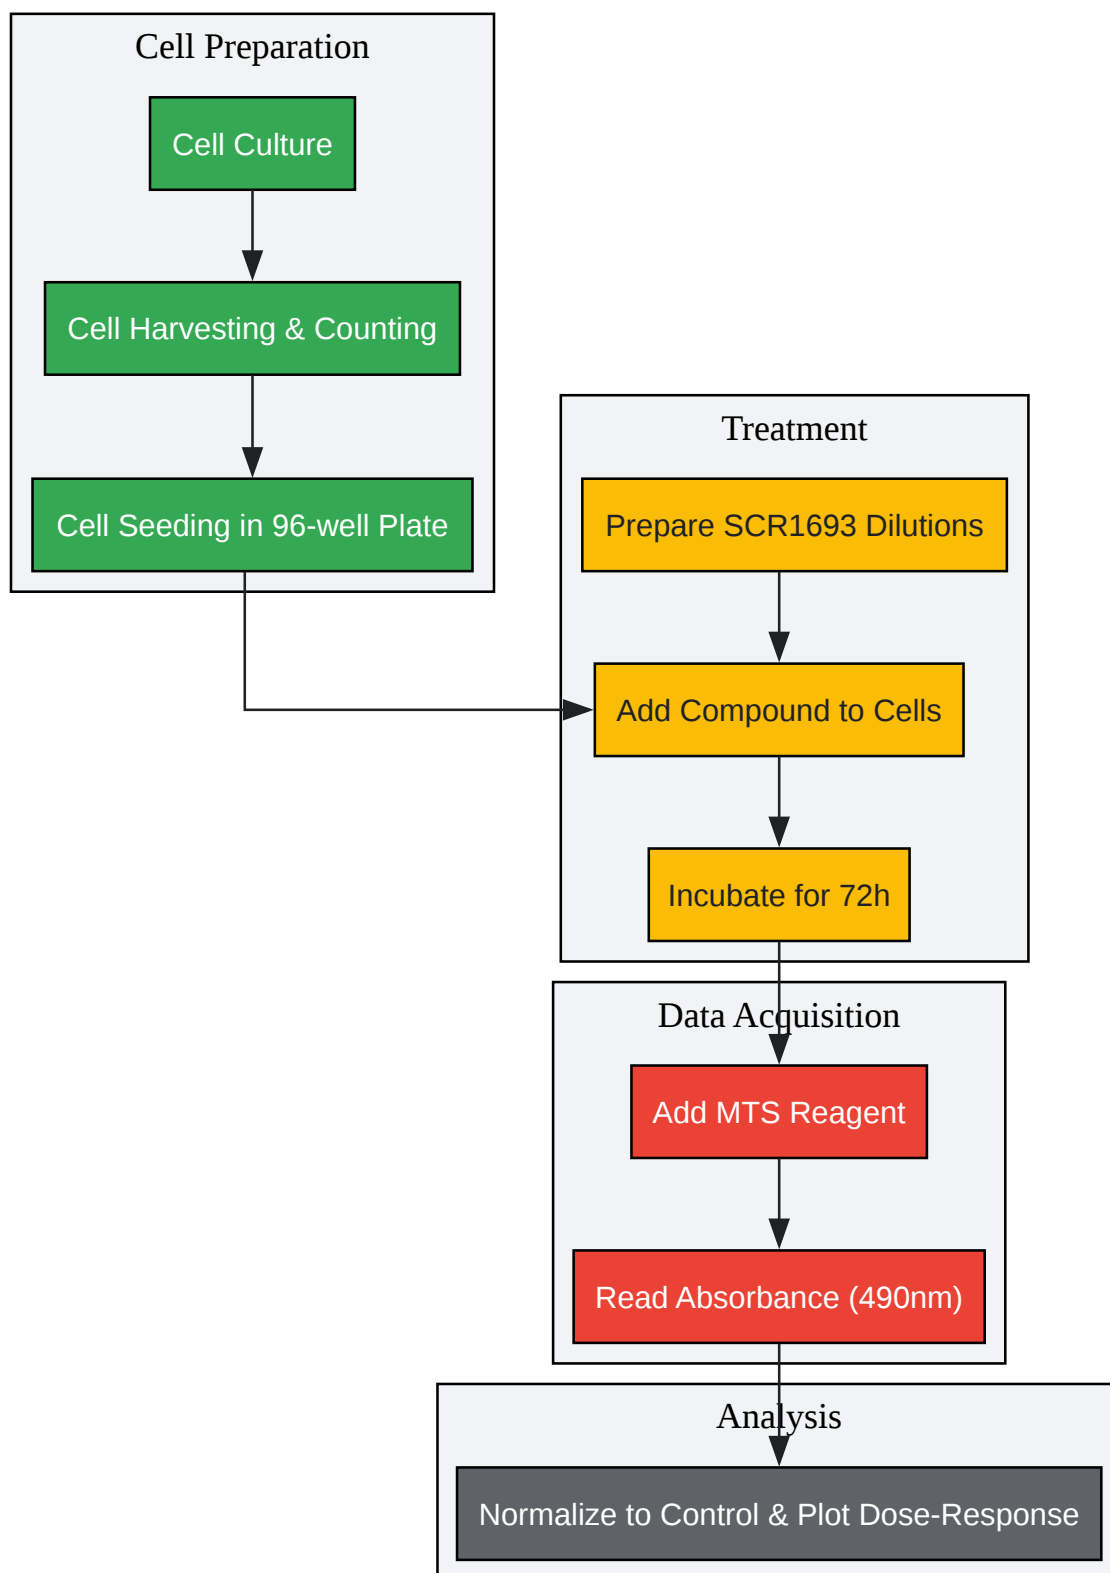 Cell Preparation
Cell Culture
Cell Harvesting & Counting
Cell Seeding in 96-well Plate
Treatment
Prepare SCR1693 Dilutions
Add Compound to Cells
Incubate for 72h
Data Acquisition
Add MTS Reagent
Read Absorbance (490nm)
Analysis
Normalize to Control & Plot Dose-Response